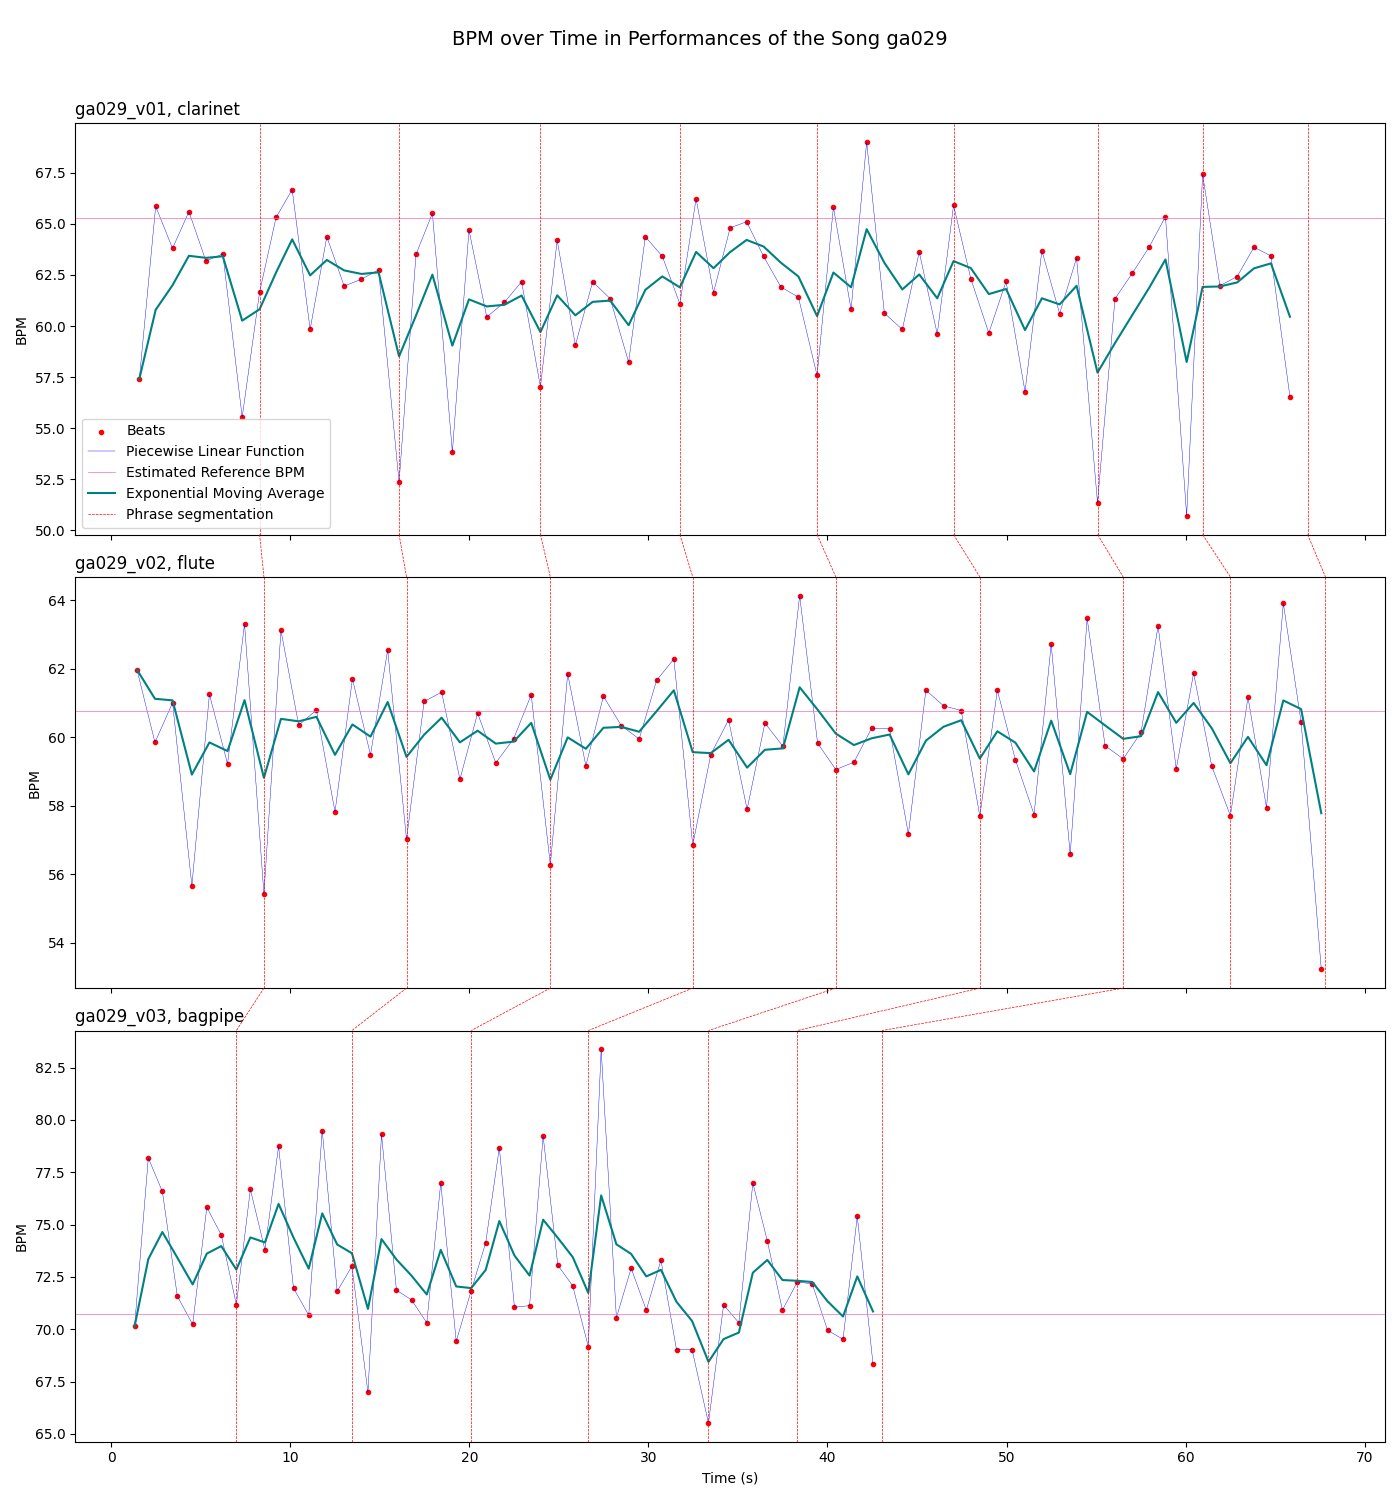 BPM over Time in Performances of the Song ga029
ga029_v01, clarinet
67.5
65.0
62.5
60.0
57.5
55.0
52.5
50.0
BPM
Beats
Piecewise Linear Function
Estimated Reference BPM
Exponential Moving Average
Phrase segmentation
ga029_v02, flute
64
62
60
58
56
54
BPM
ga029_v03, bagpipe
82.5
80.0
77.5
75.0
72.5
70.0
67.5
65.0
BPM
0 10 20 30 40 50 60 70
Time (s)